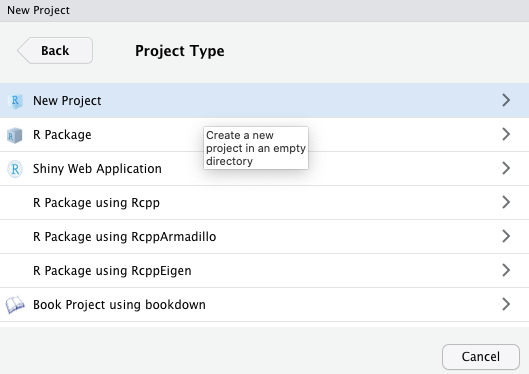 New Project
Back
Project Type
R New Project
R Package
Create a new
project in an empty
directory
R Shiny Web Application
R Package using Rcpp
R Package using RcppArmadillo
R Package using RcppEigen
Book Project using bookdown
Cancel